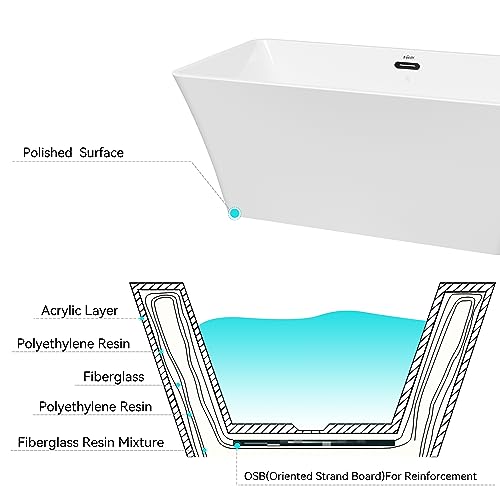 Polished Surface
Acrylic Layer
Polyethylene Resin
Fiberglass
Polyethylene Resin
Fiberglass Resin Mixture
OSB(Oriented Strand Board)For Reinforcement